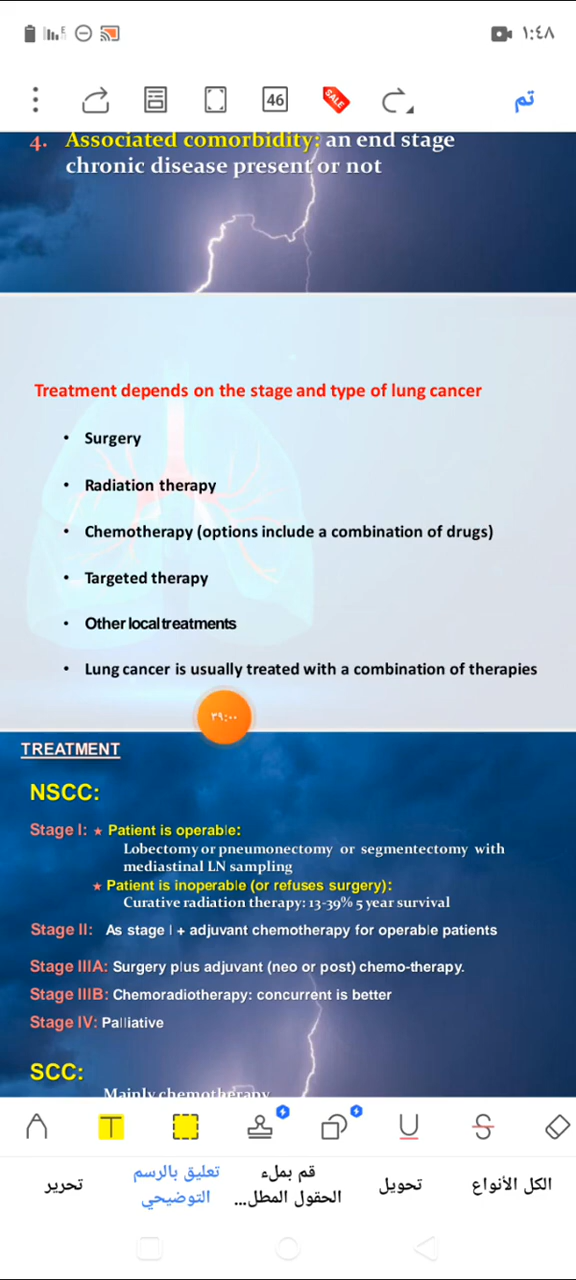 ١:٤٨
46
SALE
تم
4. Associated comorbidity: an end stage
chronic disease present or not
Treatment depends on the stage and type of lung cancer
• Surgery
• Radiation therapy
• Chemotherapy (options include a combination of drugs)
• Targeted therapy
• Other local treatments
• Lung cancer is usually treated with a combination of therapies
٣٩:٠٠
TREATMENT
NSCC:
Stage I: ★ Patient is operable:
Lobectomy or pneumonectomy or segmentectomy with
mediastinal LN sampling
★ Patient is inoperable (or refuses surgery):
Curative radiation therapy: 13-39% 5 year survival
Stage II: As stage I + adjuvant chemotherapy for operable patients
Stage IIIA: Surgery plus adjuvant (neo or post) chemo-therapy.
Stage IIIB: Chemoradiotherapy: concurrent is better
Stage IV: Palliative
SCC:
Mainly chemotherapy
T
U
S
الكل الأنواع
تحويل
قم بملء
الحقول المطل...
تعليق بالرسم
التوضيحي
تحرير